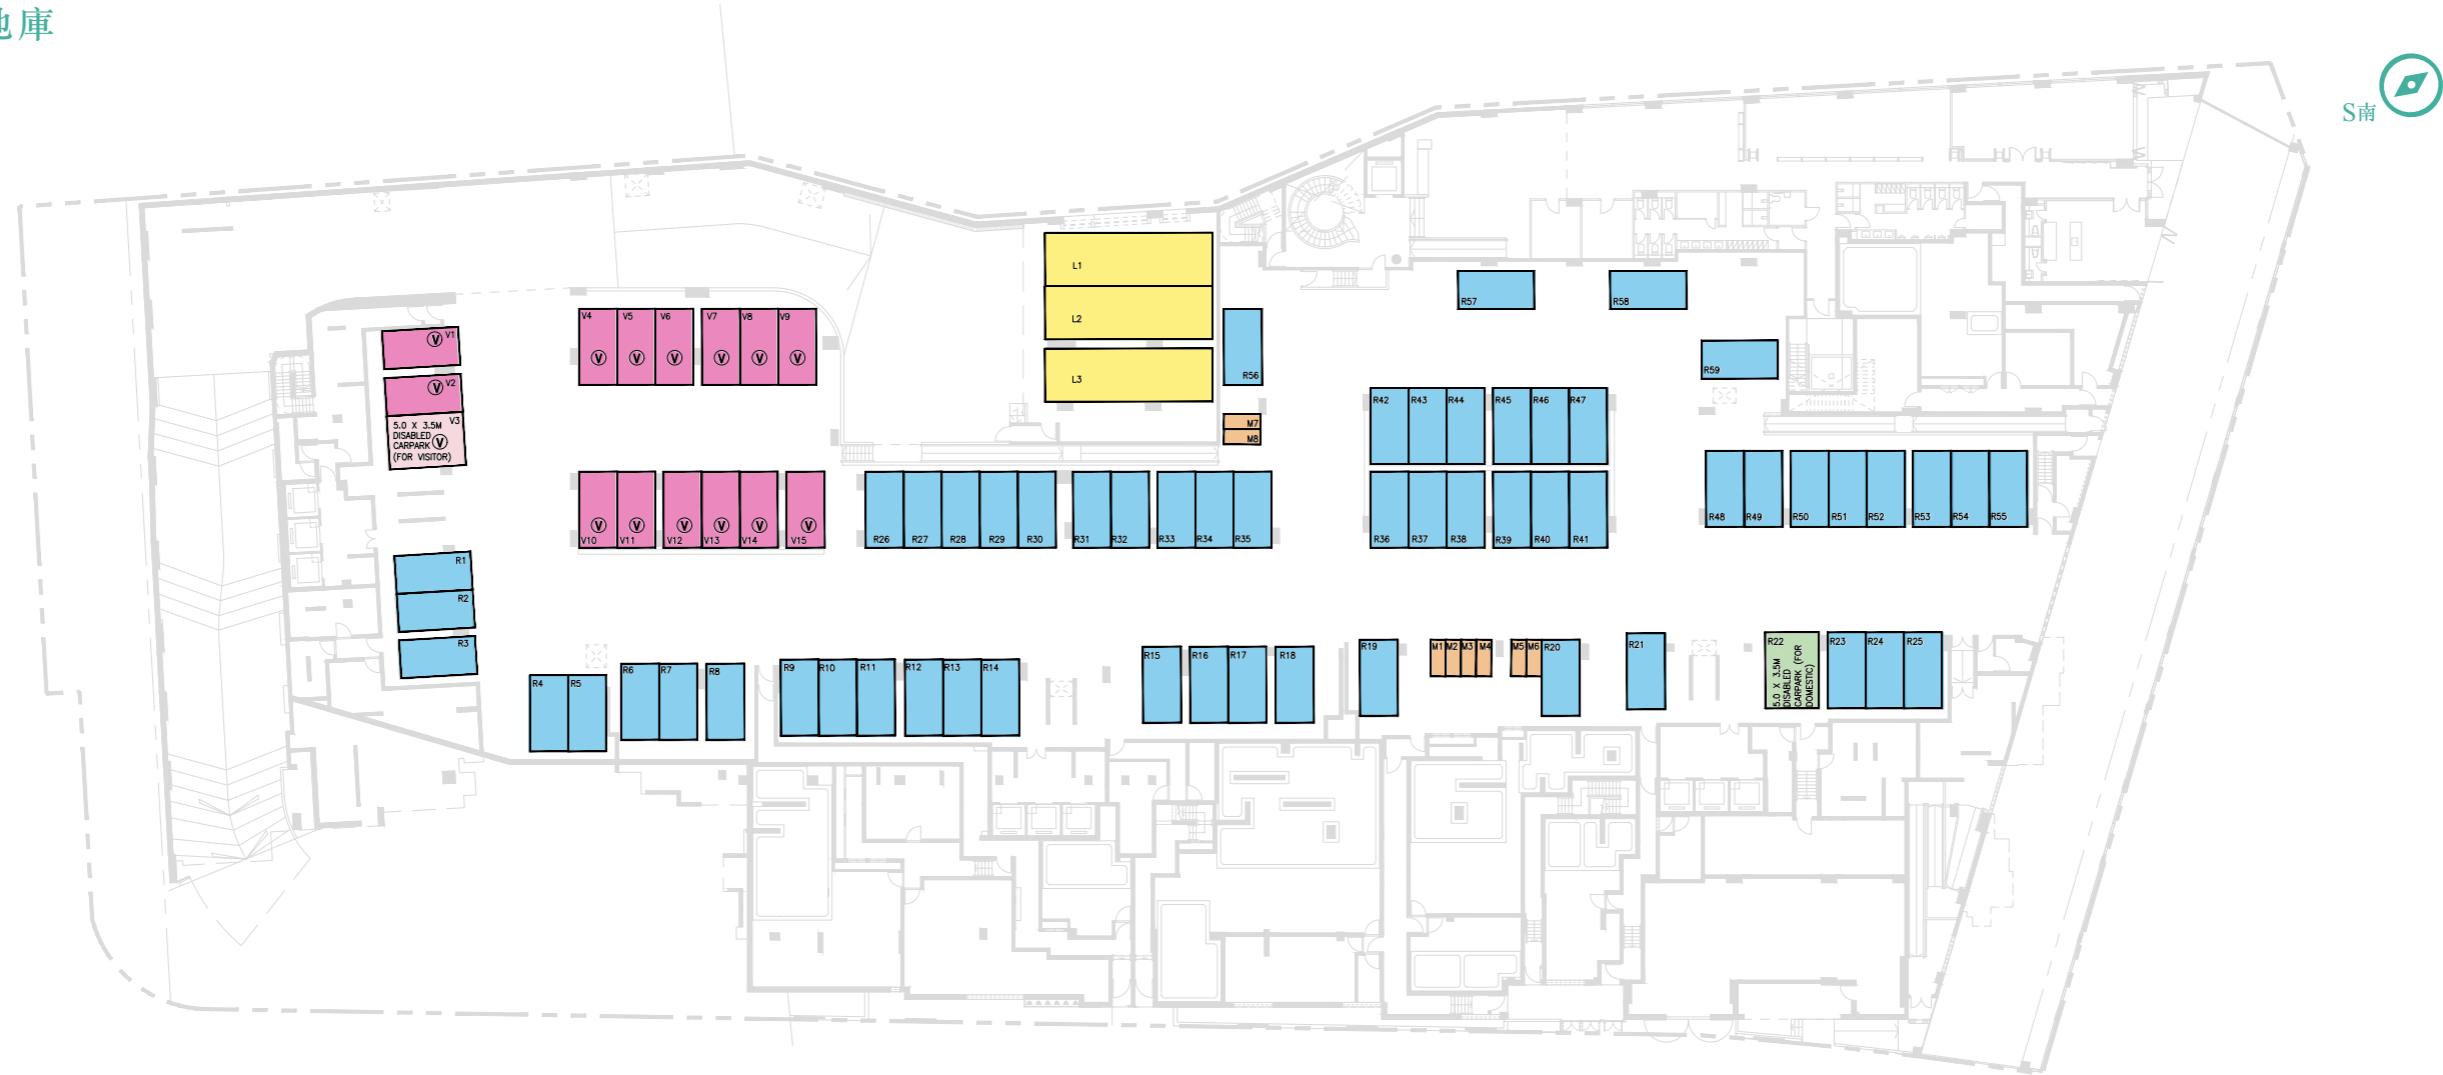 地庫
S南
L1
L2
L3
R57
R58
V1
V4
V5
V6
V7
V8
V9
V
V
V
V
V
V
V
V2
V
V3
5.0 X 3.5M
DISABLED
CARPARK V
(FOR VISITOR)
R56
R59
M7
M8
R42
R43
R44
R45
R46
R47
V
V
V
V
V
V
V10
V11
V12
V13
V14
V15
R26
R27
R28
R29
R30
R31
R32
R33
R34
R35
R36
R37
R38
R39
R40
R41
R48
R49
R50
R51
R52
R53
R54
R55
R1
R2
R3
R4
R5
R6
R7
R8
R9
R10
R11
R12
R13
R14
R15
R16
R17
R18
R19
M1
M2
M3
M4
M5
M6
R20
R21
R22
5.0 X 3.5M
DISABLED
CARPARK (FOR
DOMESTIC)
R23
R24
R25